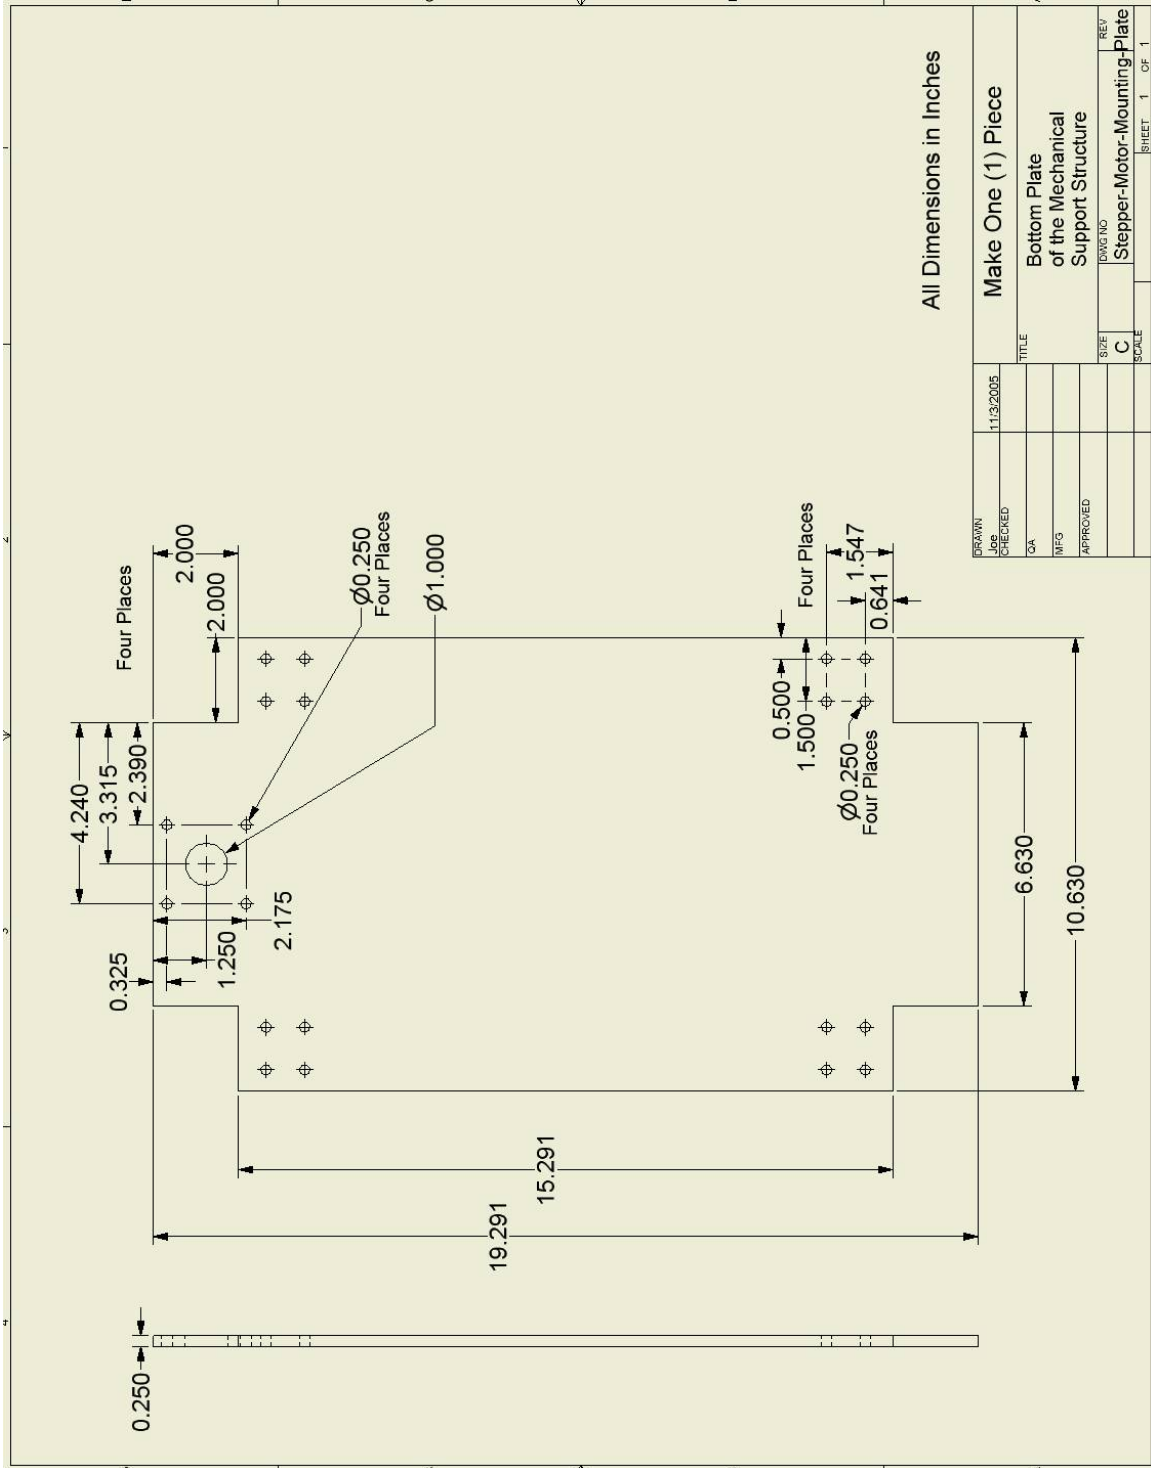 Four Places
2.000
2.000
4.240
3.315
2.390
Ø0.250
Four Places
Ø1.000
0.325
1.250
2.175
Four Places
1.547
0.641
0.500
1.500
Ø0.250
Four Places
6.630
10.630
15.291
19.291
0.250
All Dimensions in Inches
DRAWN
Joe
11/3/2005
CHECKED
QA
MFG
APPROVED
Make One (1) Piece
TITLE
Bottom Plate
of the Mechanical
Support Structure
SIZE
C
DWG NO
Stepper-Motor-Mounting-Plate
REV
SCALE
SHEET 1 OF 1
1
2
3
4